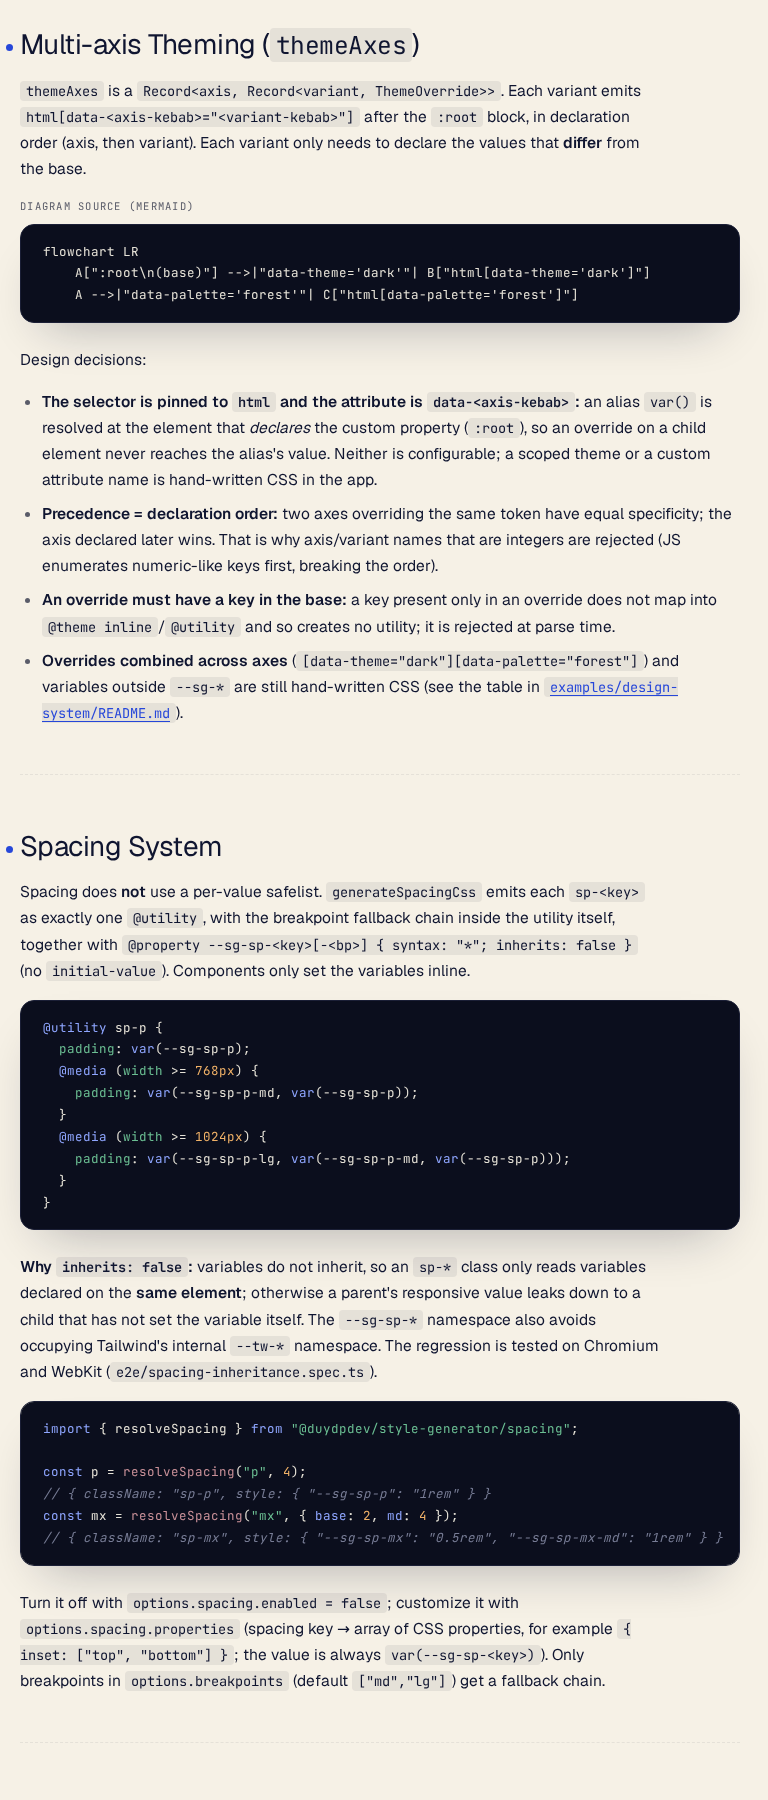 Multi-axis Theming (themeAxes)
themeAxes is a Record<axis, Record<variant, ThemeOverride>>. Each variant emits
html[data-<axis-kebab>="<variant-kebab>"] after the :root block, in declaration
order (axis, then variant). Each variant only needs to declare the values that differ from
the base.
DIAGRAM SOURCE (MERMAID)
flowchart LR
    A[":root\n(base)"] -->|"data-theme='dark'"| B["html[data-theme='dark']"]
    A -->|"data-palette='forest'"| C["html[data-palette='forest']"]
Design decisions:
• The selector is pinned to html and the attribute is data-<axis-kebab>: an alias var() is
resolved at the element that declares the custom property (:root), so an override on a child
element never reaches the alias's value. Neither is configurable; a scoped theme or a custom
attribute name is hand-written CSS in the app.
• Precedence = declaration order: two axes overriding the same token have equal specificity; the
axis declared later wins. That is why axis/variant names that are integers are rejected (JS
enumerates numeric-like keys first, breaking the order).
• An override must have a key in the base: a key present only in an override does not map into
@theme inline/@utility and so creates no utility; it is rejected at parse time.
• Overrides combined across axes ([data-theme="dark"][data-palette="forest"]) and
variables outside --sg-* are still hand-written CSS (see the table in examples/design-
system/README.md).
Spacing System
Spacing does not use a per-value safelist. generateSpacingCss emits each sp-<key>
as exactly one @utility, with the breakpoint fallback chain inside the utility itself,
together with @property --sg-sp-<key>[-<bp>] { syntax: "*"; inherits: false }
(no initial-value). Components only set the variables inline.
@utility sp-p {
  padding: var(--sg-sp-p);
  @media (width >= 768px) {
    padding: var(--sg-sp-p-md, var(--sg-sp-p));
  }
  @media (width >= 1024px) {
    padding: var(--sg-sp-p-lg, var(--sg-sp-p-md, var(--sg-sp-p)));
  }
}
Why inherits: false: variables do not inherit, so an sp-* class only reads variables
declared on the same element; otherwise a parent's responsive value leaks down to a
child that has not set the variable itself. The --sg-sp-* namespace also avoids
occupying Tailwind's internal --tw-* namespace. The regression is tested on Chromium
and WebKit (e2e/spacing-inheritance.spec.ts).
import { resolveSpacing } from "@duydpdev/style-generator/spacing";
const p = resolveSpacing("p", 4);
// { className: "sp-p", style: { "--sg-sp-p": "1rem" } }
const mx = resolveSpacing("mx", { base: 2, md: 4 });
// { className: "sp-mx", style: { "--sg-sp-mx": "0.5rem", "--sg-sp-mx-md": "1rem" } }
Turn it off with options.spacing.enabled = false; customize it with
options.spacing.properties (spacing key → array of CSS properties, for example {
inset: ["top", "bottom"] }; the value is always var(--sg-sp-<key>)). Only
breakpoints in options.breakpoints (default ["md","lg"]) get a fallback chain.